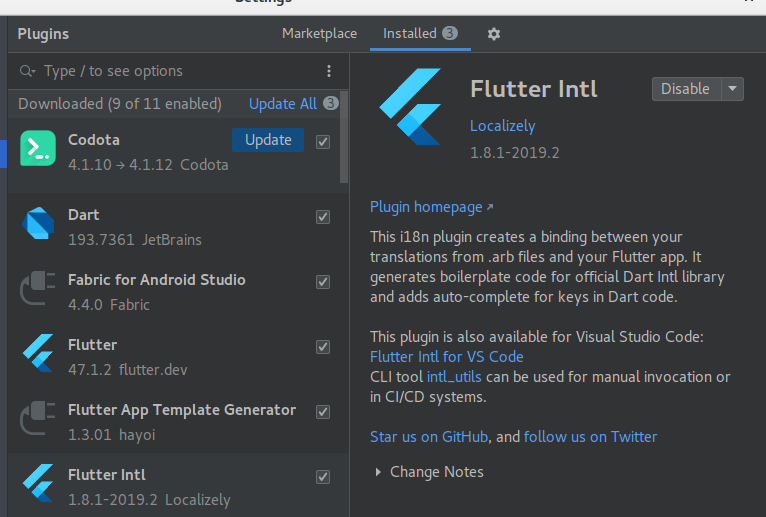 Plugins
Marketplace
Installed 3
Type / to see options
Downloaded (9 of 11 enabled)
Update All 3
Codota
Update
4.1.10 → 4.1.12 Codota
Dart
193.7361 JetBrains
Fabric for Android Studio
4.4.0 Fabric
Flutter
47.1.2 flutter.dev
Flutter App Template Generator
1.3.01 hayoi
Flutter Intl
1.8.1-2019.2 Localizely
Flutter Intl
Disable
Localizely
1.8.1-2019.2
Plugin homepage
This i18n plugin creates a binding between your
translations from .arb files and your Flutter app. It
generates boilerplate code for official Dart Intl library
and adds auto-complete for keys in Dart code.
This plugin is also available for Visual Studio Code:
Flutter Intl for VS Code
CLI tool intl_utils can be used for manual invocation or
in CI/CD systems.
Star us on GitHub, and follow us on Twitter
Change Notes